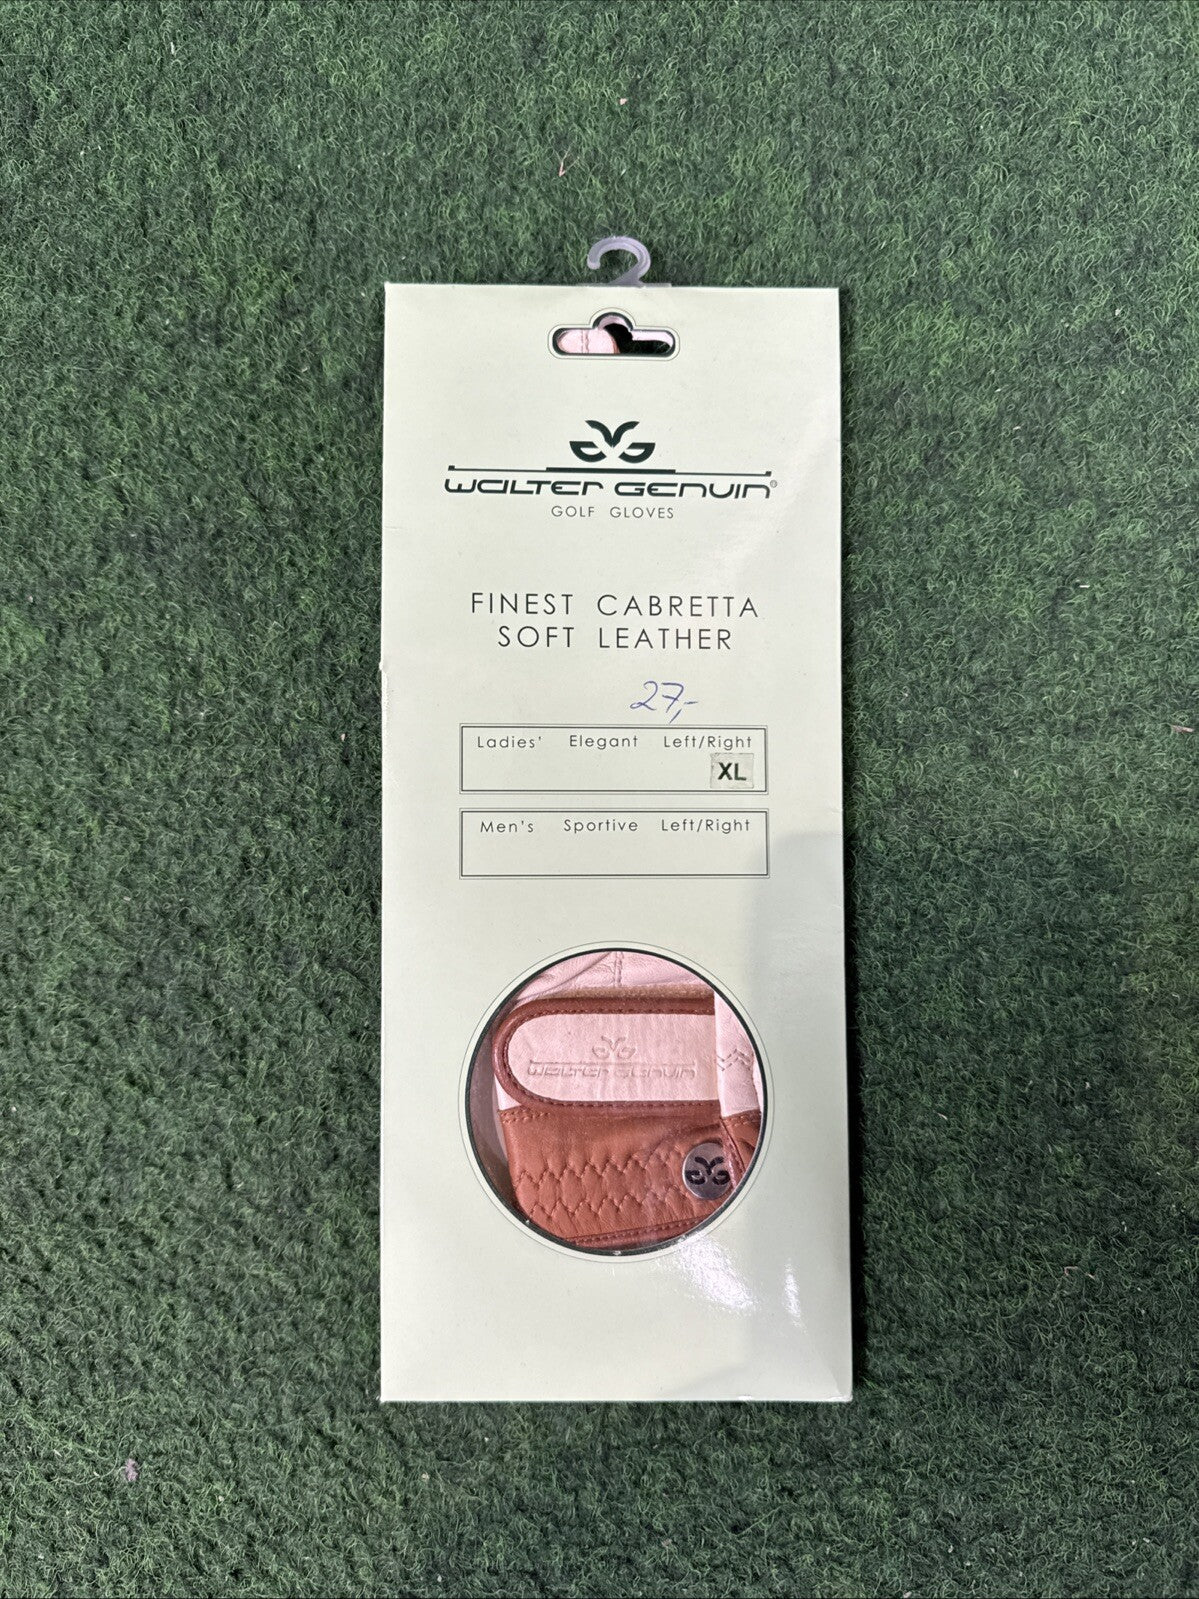 WALTER GENUIN®
GOLF GLOVES
FINEST CABRETTA
SOFT LEATHER
27,-
Ladies' Elegant Left/Right
XL
Men's Sportive Left/Right
WALTER GENUIN